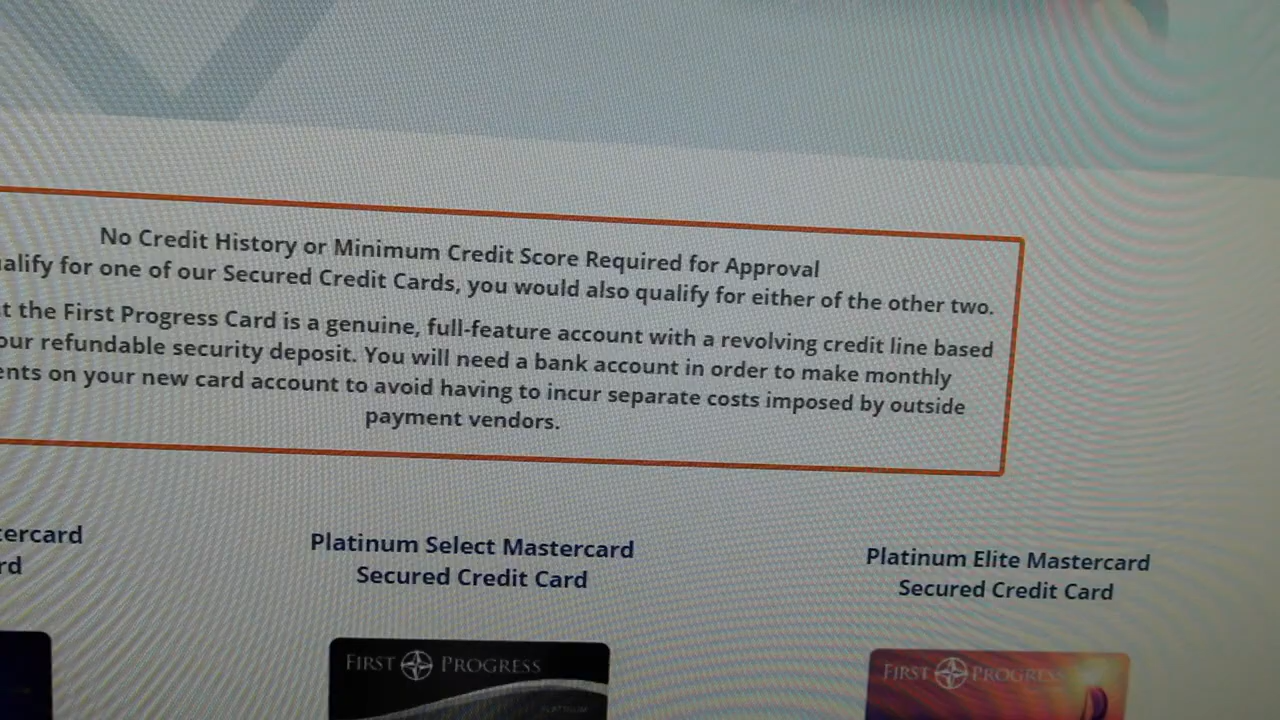 No Credit History or Minimum Credit Score Required for Approval
alify for one of our Secured Credit Cards, you would also qualify for either of the other two.
t the First Progress Card is a genuine, full-feature account with a revolving credit line based
our refundable security deposit. You will need a bank account in order to make monthly
ents on your new card account to avoid having to incur separate costs imposed by outside
payment vendors.
tercard
rd
Platinum Select Mastercard
Secured Credit Card
Platinum Elite Mastercard
Secured Credit Card
FIRST PROGRESS
PLATINUM
FIRST PROGRESS